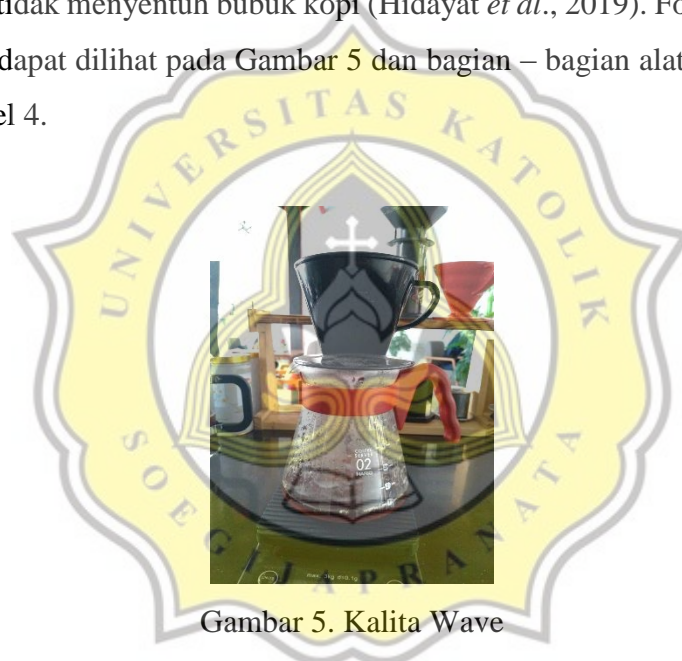 tidak menyentuh bubuk kopi (Hidayat et al., 2019). Fo
dapat dilihat pada Gambar 5 dan bagian – bagian alat
el 4.
UNIVERSITAS KATOLIK
02
SOEGIJAPRANATA
Gambar 5. Kalita Wave